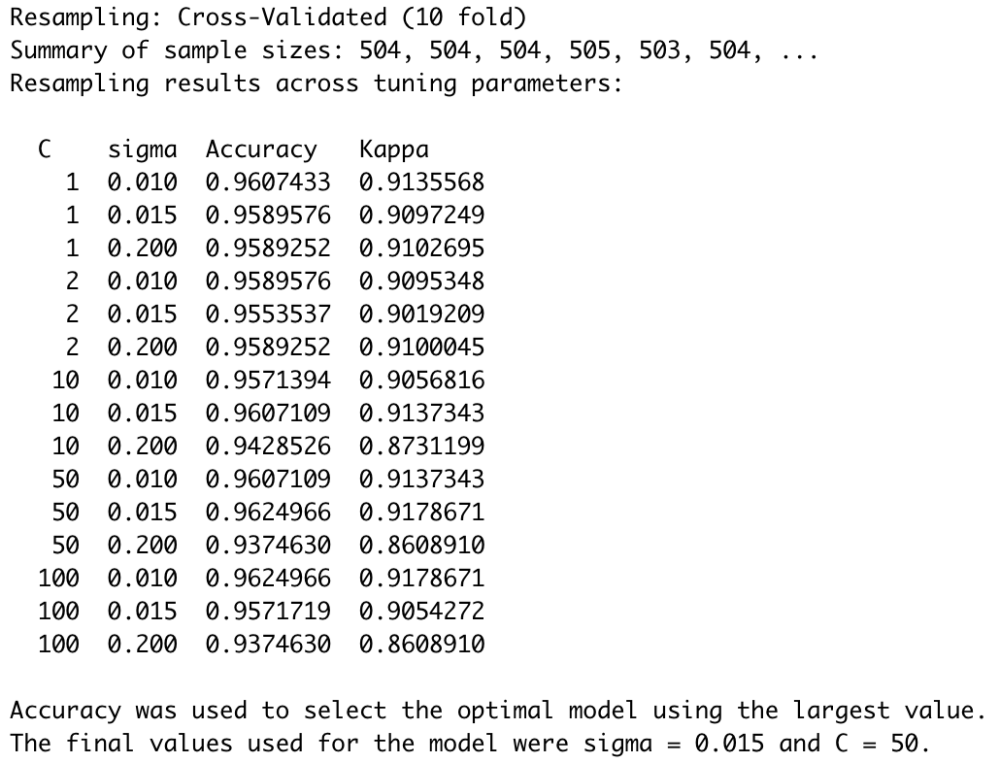 Resampling: Cross-Validated (10 fold)
Summary of sample sizes: 504, 504, 504, 505, 503, 504, ...
Resampling results across tuning parameters:

  C    sigma  Accuracy   Kappa
    1  0.010  0.9607433  0.9135568
    1  0.015  0.9589576  0.9097249
    1  0.200  0.9589252  0.9102695
    2  0.010  0.9589576  0.9095348
    2  0.015  0.9553537  0.9019209
    2  0.200  0.9589252  0.9100045
   10  0.010  0.9571394  0.9056816
   10  0.015  0.9607109  0.9137343
   10  0.200  0.9428526  0.8731199
   50  0.010  0.9607109  0.9137343
   50  0.015  0.9624966  0.9178671
   50  0.200  0.9374630  0.8608910
  100  0.010  0.9624966  0.9178671
  100  0.015  0.9571719  0.9054272
  100  0.200  0.9374630  0.8608910

Accuracy was used to select the optimal model using the largest value.
The final values used for the model were sigma = 0.015 and C = 50.